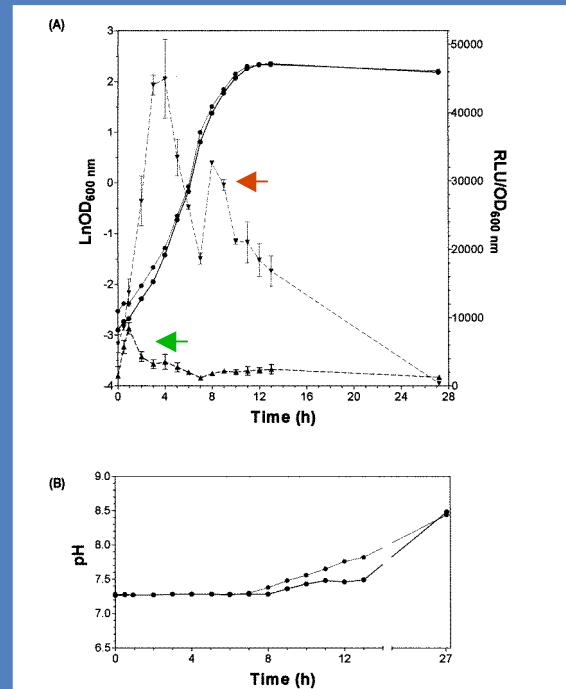 (A)
3
2
1
0
-1
-2
-3
-4
LnOD600 nm
50000
40000
30000
20000
10000
0
RLU/OD600 nm
0 4 8 12 16 20 24 28
Time (h)
(B)
9.0
8.5
8.0
7.5
7.0
6.5
pH
0 4 8 12 27
Time (h)